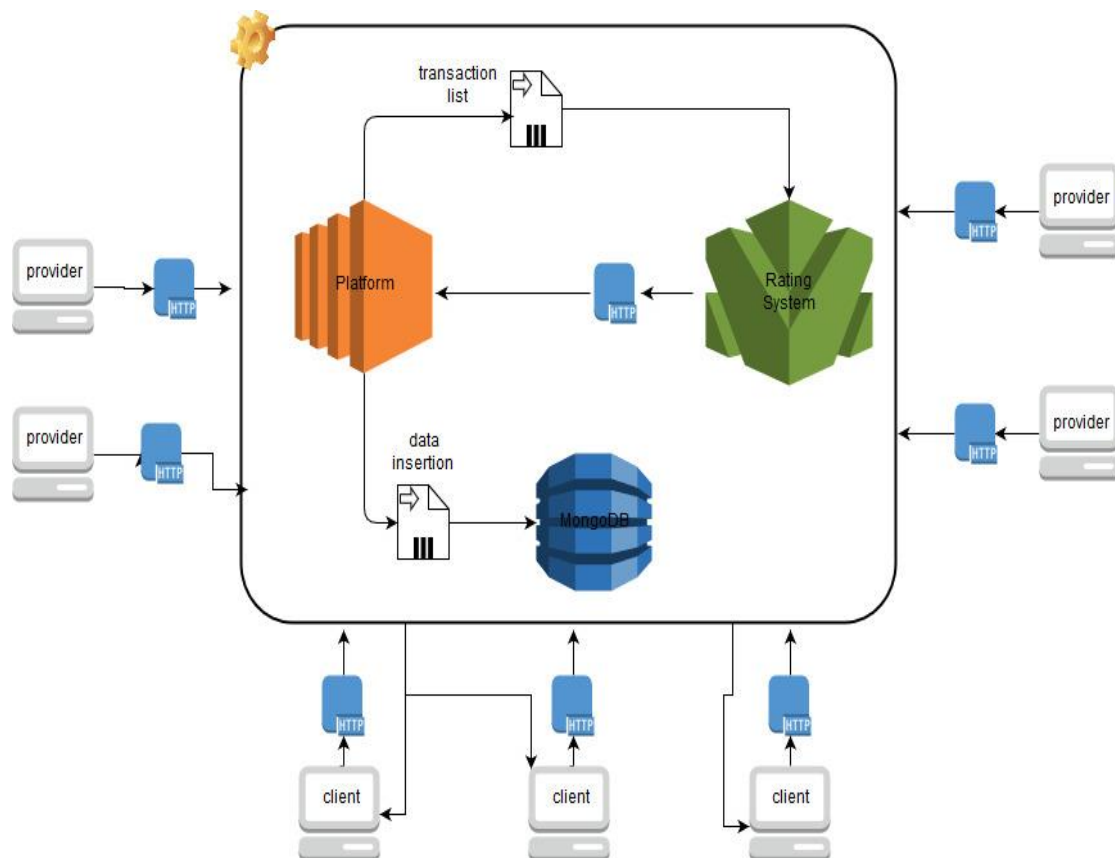 transaction
list
provider
HTTP
provider
HTTP
Platform
HTTP
Rating
System
provider
HTTP
provider
HTTP
data
insertion
MongoDB
HTTP
HTTP
HTTP
client
client
client